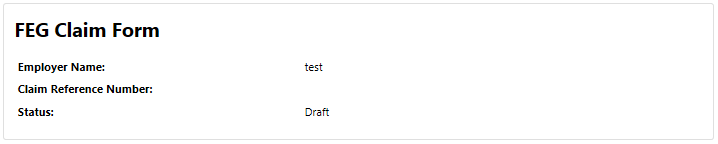 FEG Claim Form
Employer Name: test
Claim Reference Number:
Status: Draft